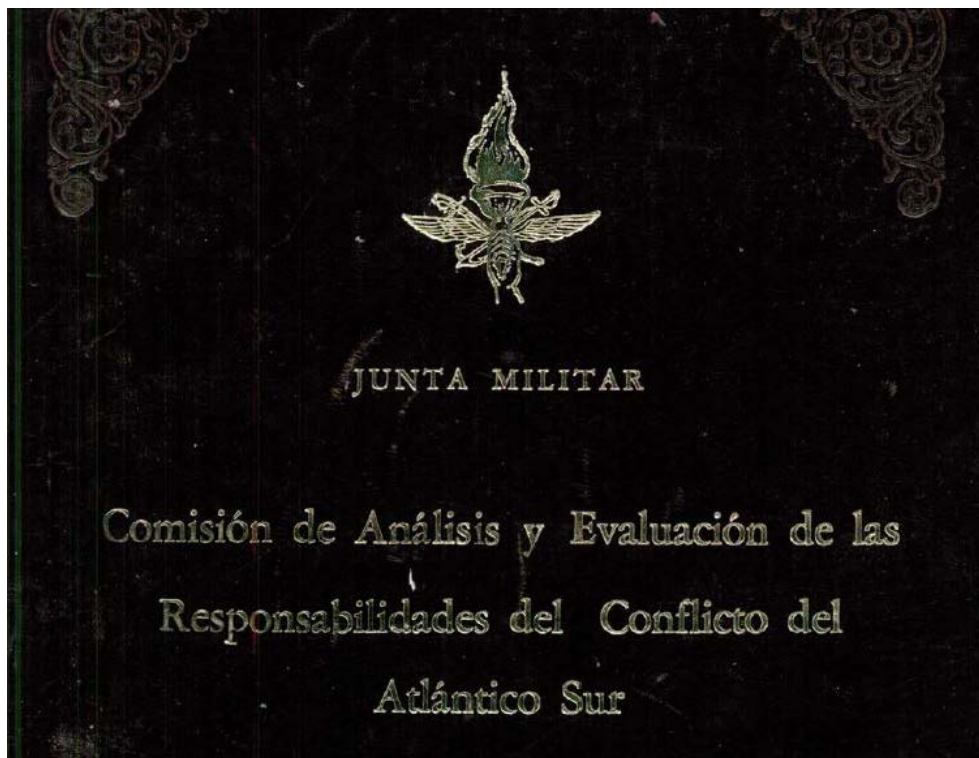 JUNTA MILITAR
Comisión de Análisis y Evaluación de las
Responsabilidades del Conflicto del
Atlántico Sur